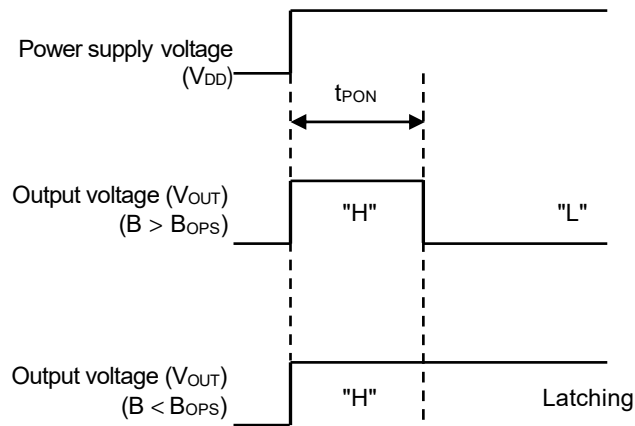 Power supply voltage
(VDD)
tPON
Output voltage (VOUT)
(B > BOPS)
"H"
"L"
Output voltage (VOUT)
(B < BOPS)
"H"
Latching